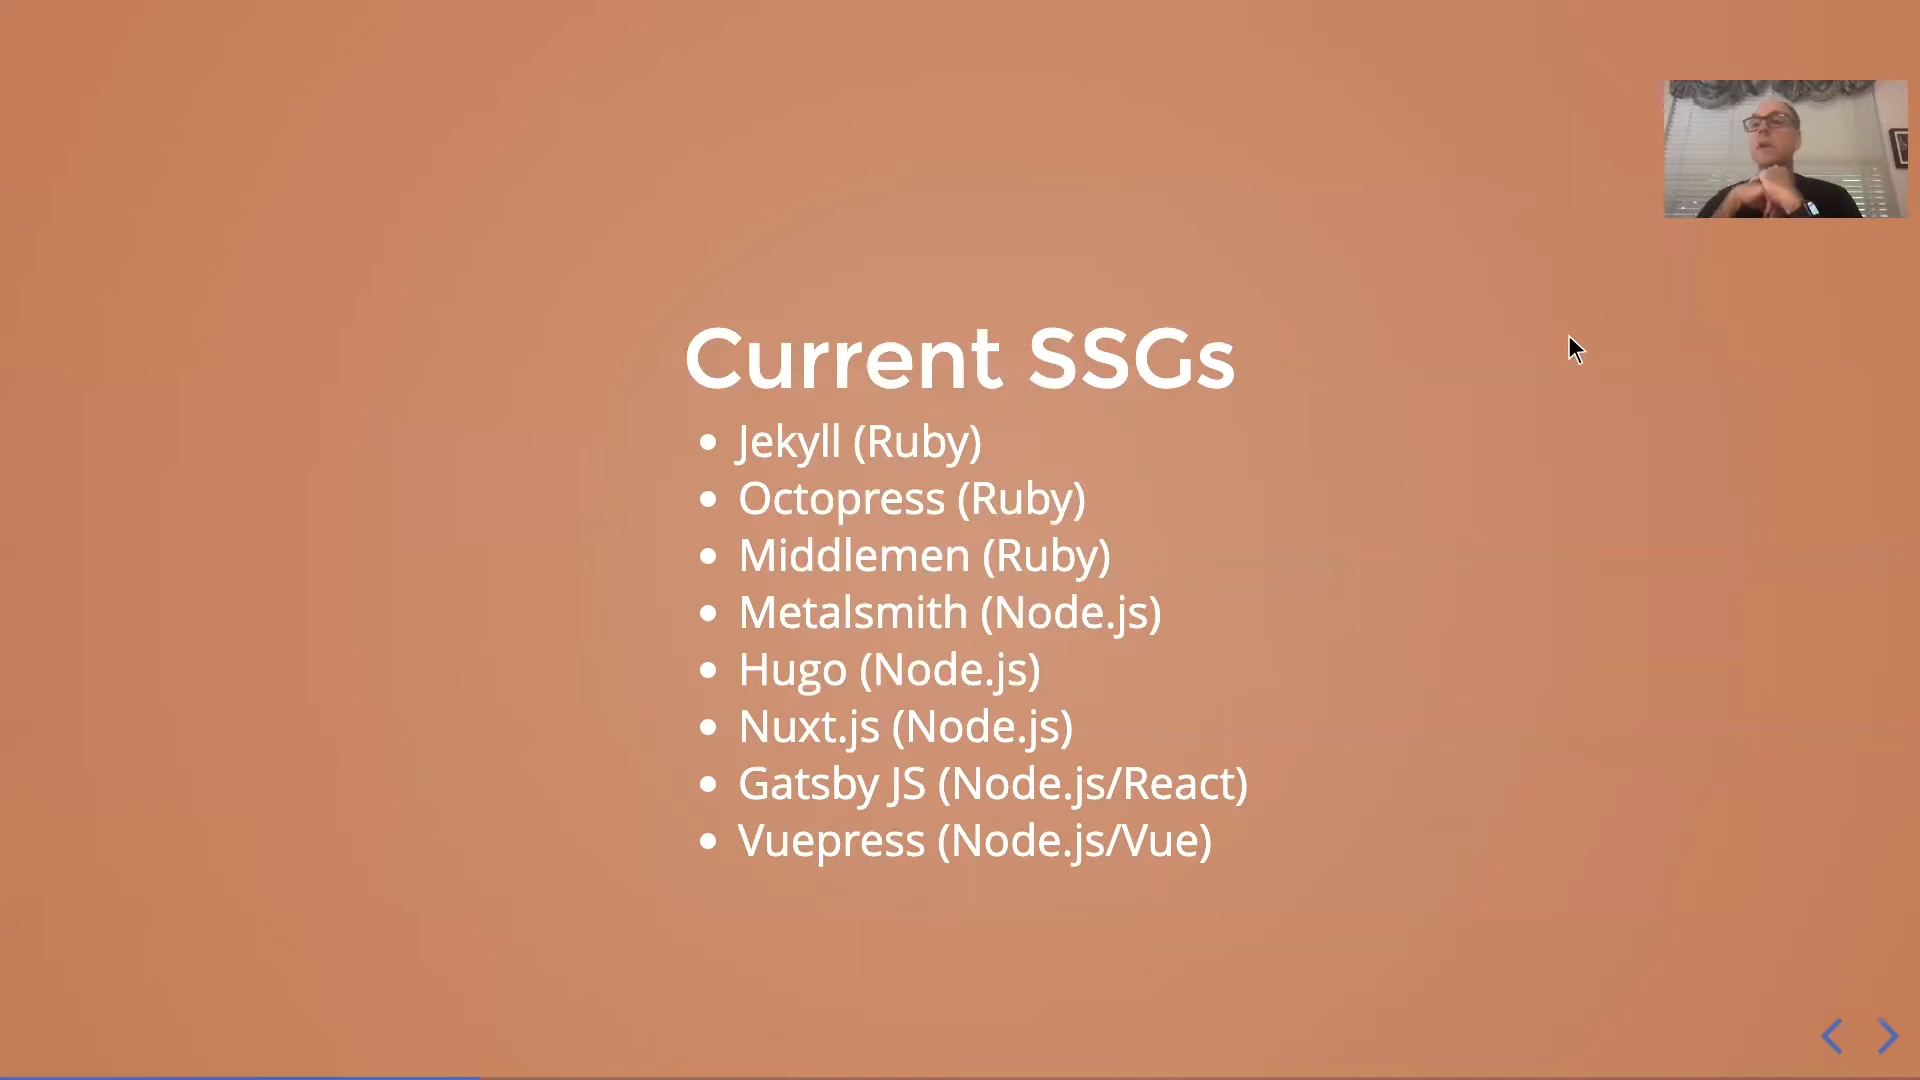 Current SSGs
• Jekyll (Ruby)
• Octopress (Ruby)
• Middlemen (Ruby)
• Metalsmith (Node.js)
• Hugo (Node.js)
• Nuxt.js (Node.js)
• Gatsby JS (Node.js/React)
• Vuepress (Node.js/Vue)